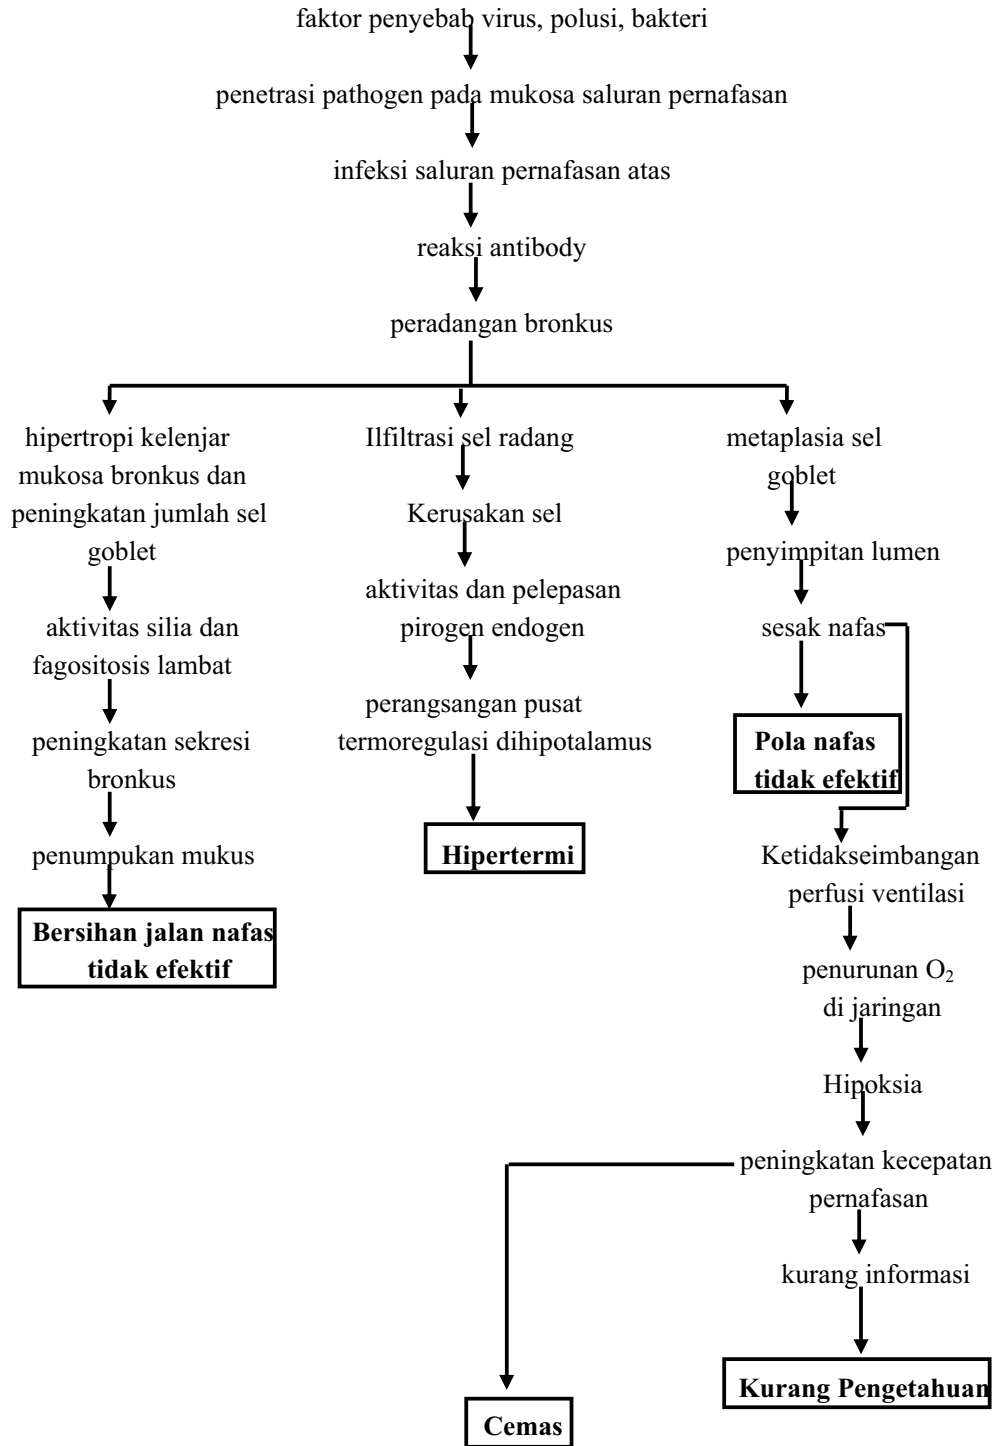 faktor penyebab virus, polusi, bakteri
penetrasi pathogen pada mukosa saluran pernafasan
infeksi saluran pernafasan atas
reaksi antibody
peradangan bronkus
hipertropi kelenjar
mukosa bronkus dan
peningkatan jumlah sel
goblet
aktivitas silia dan
fagositosis lambat
peningkatan sekresi
bronkus
penumpukan mukus
Bersihan jalan nafas
tidak efektif
Ilfiltrasi sel radang
Kerusakan sel
aktivitas dan pelepasan
pirogen endogen
perangsangan pusat
termoregulasi dihipotalamus
Hipertermi
metaplasia sel
goblet
penyimpitan lumen
sesak nafas
Pola nafas
tidak efektif
Ketidakseimbangan
perfusi ventilasi
penurunan O₂
di jaringan
Hipoksia
peningkatan kecepatan
pernafasan
kurang informasi
Kurang Pengetahuan
Cemas